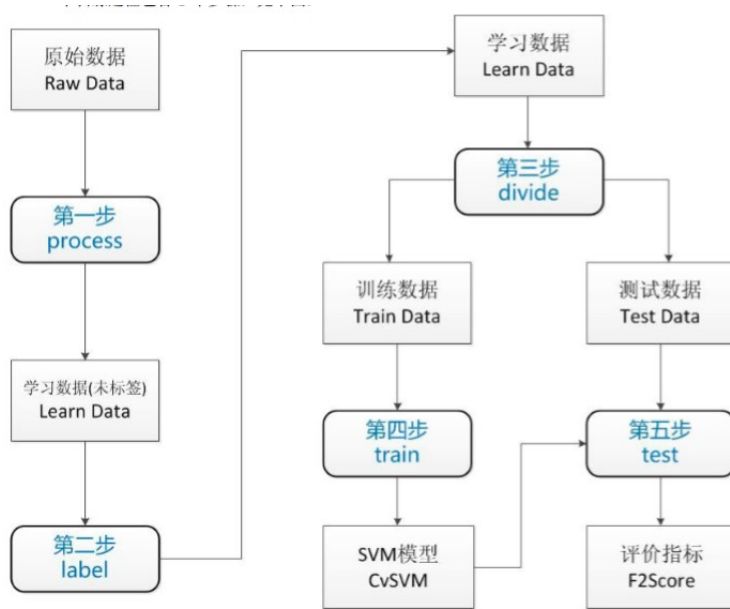 原始数据
Raw Data
第一步
process
学习数据(未标签)
Learn Data
第二步
label
学习数据
Learn Data
第三步
divide
训练数据
Train Data
测试数据
Test Data
第四步
train
第五步
test
SVM模型
CvSVM
评价指标
F2Score